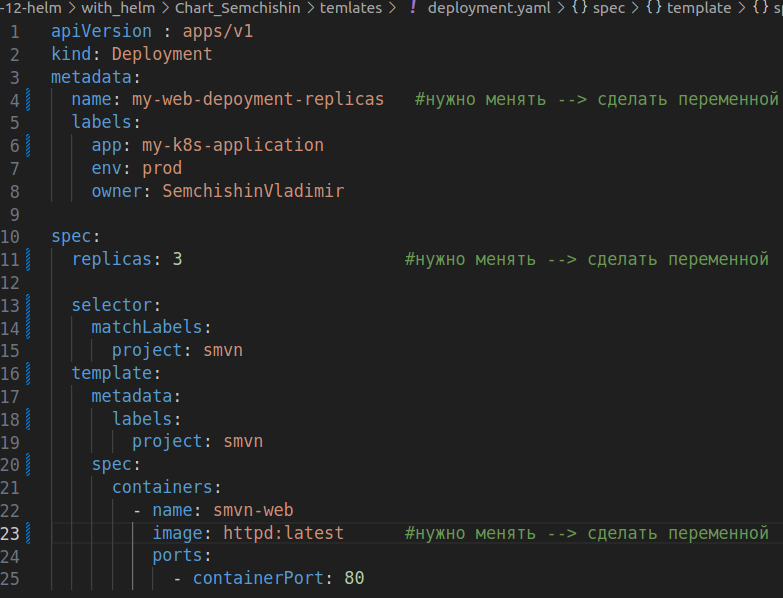 -12-helm > with_helm > Chart_Semchishin > temlates > ! deployment.yaml > {} spec > {} template > {} sp
1 apiVersion : apps/v1
2 kind: Deployment
3 metadata:
4 name: my-web-depoyment-replicas #нужно менять --> сделать переменной
5 labels:
6 app: my-k8s-application
7 env: prod
8 owner: SemchishinVladimir
9
10 spec:
11 replicas: 3 #нужно менять --> сделать переменной
12
13 selector:
14 matchLabels:
15 project: smvn
16 template:
17 metadata:
18 labels:
19 project: smvn
20 spec:
21 containers:
22 - name: smvn-web
23 image: httpd:latest #нужно менять --> сделать переменной
24 ports:
25 - containerPort: 80